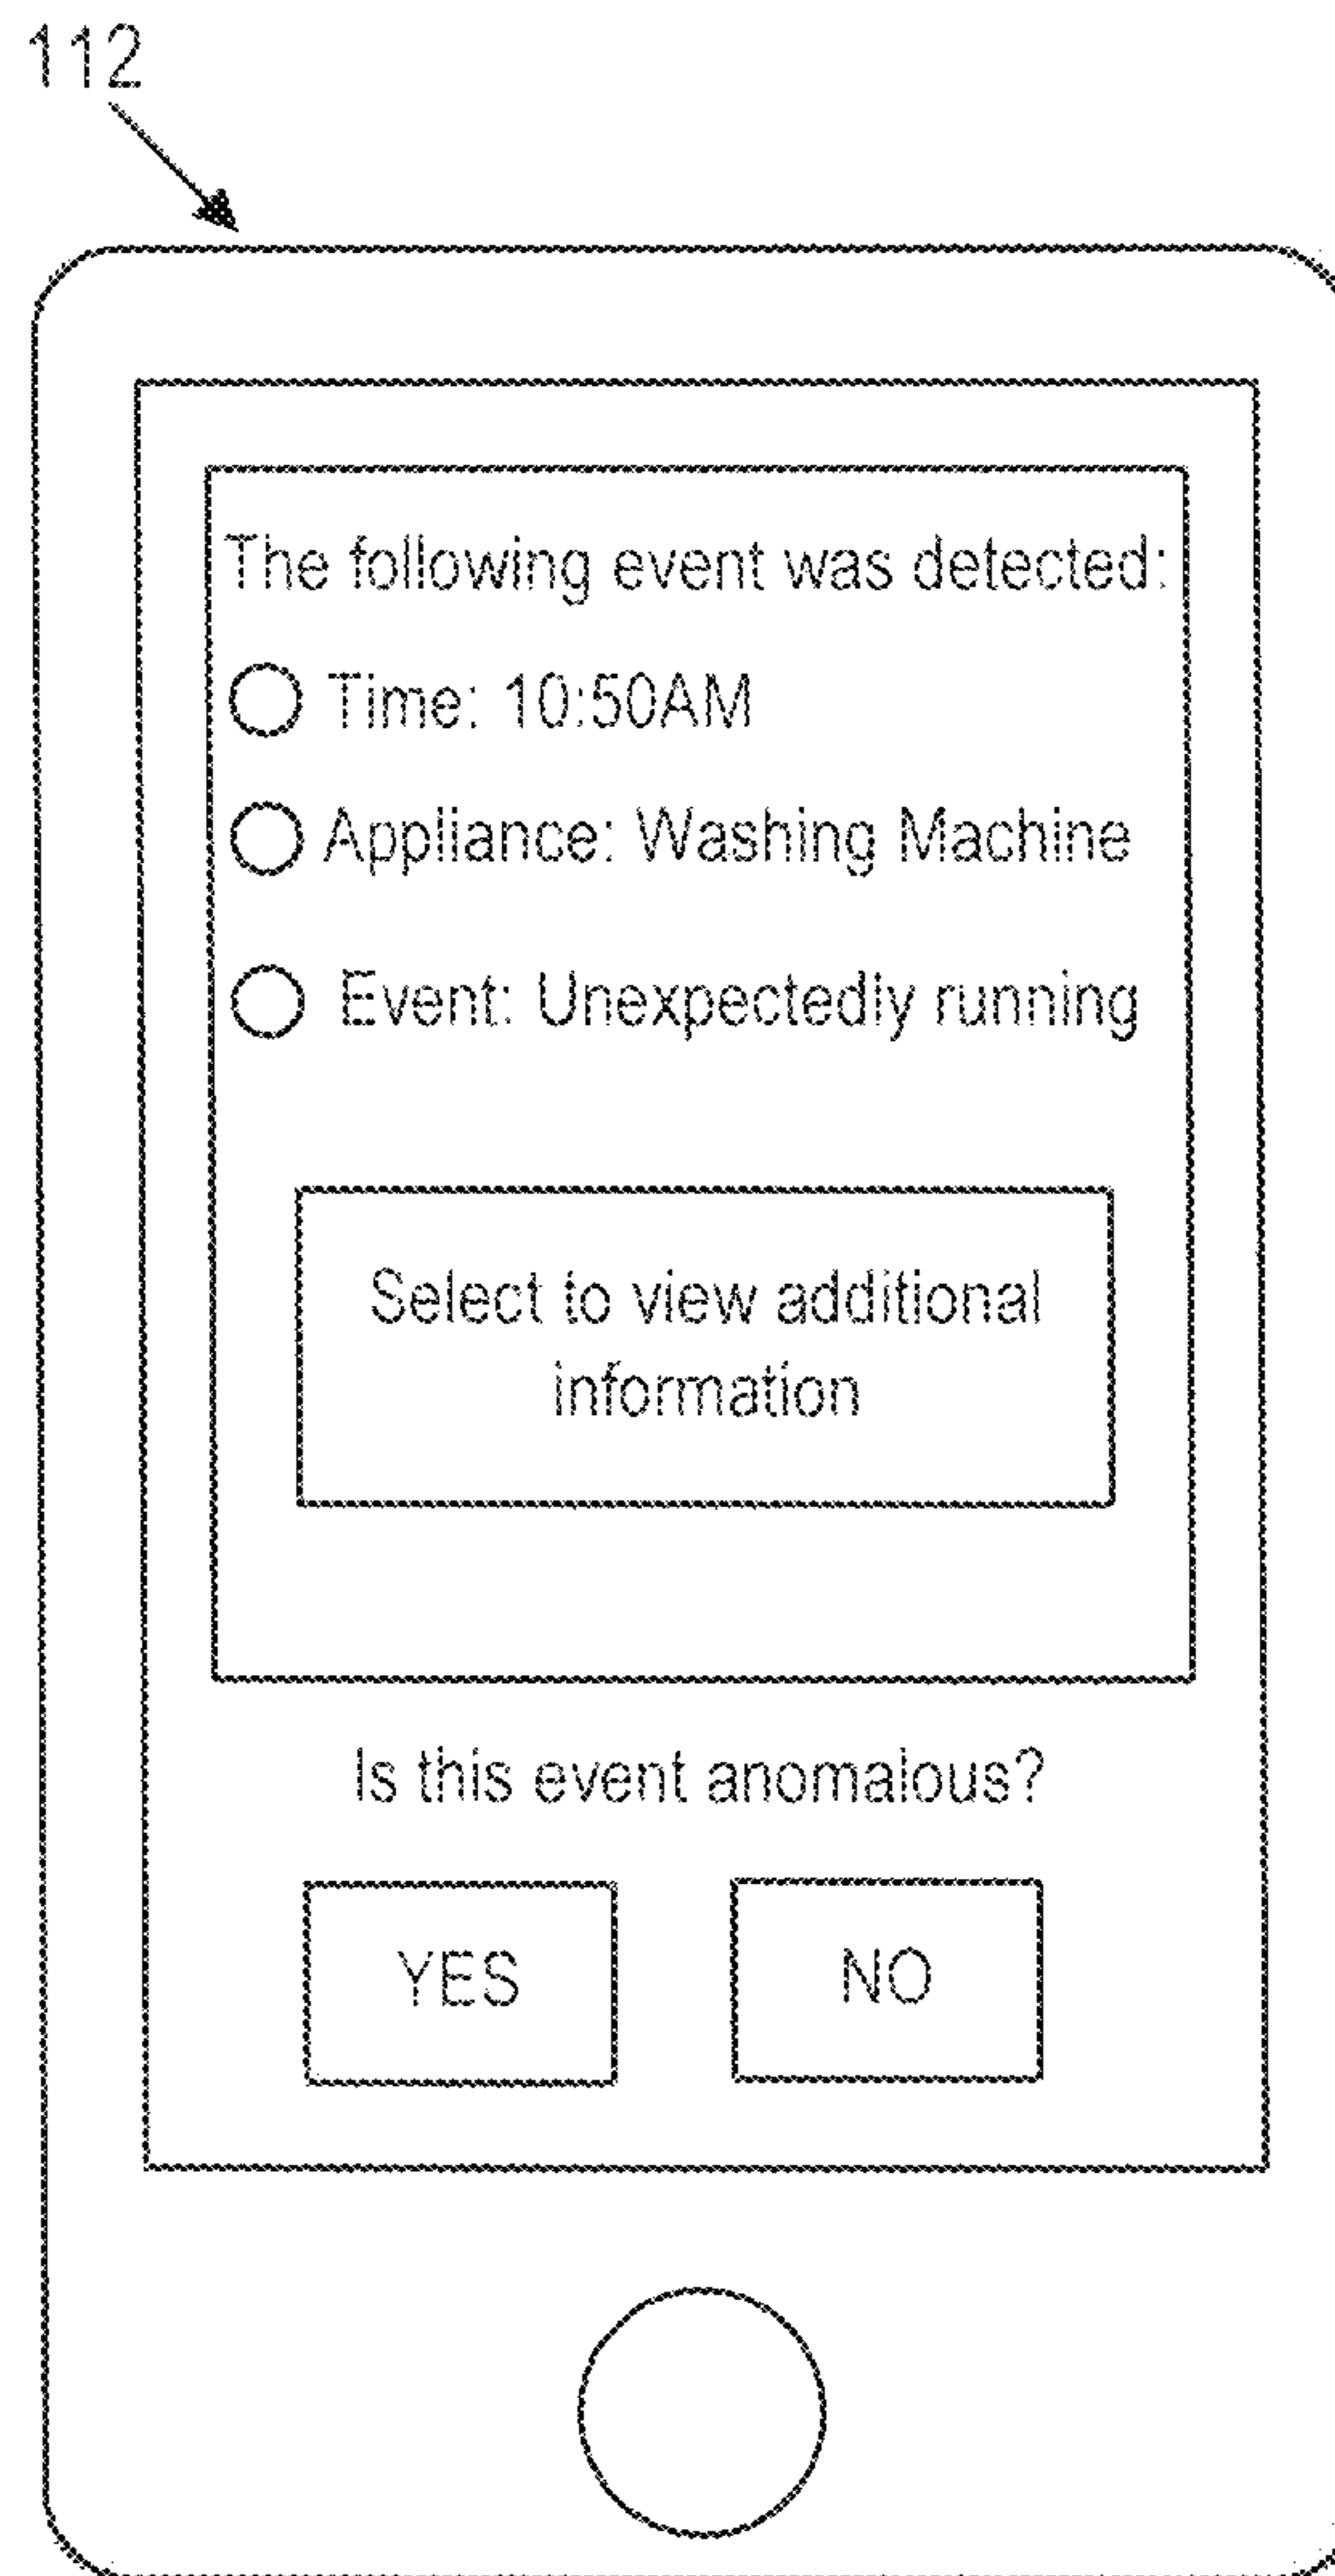 112
The following event was detected:
Time: 10:50AM
Appliance: Washing Machine
Event: Unexpectedly running
Select to view additional
information
Is this event anomalous?
YES
NO